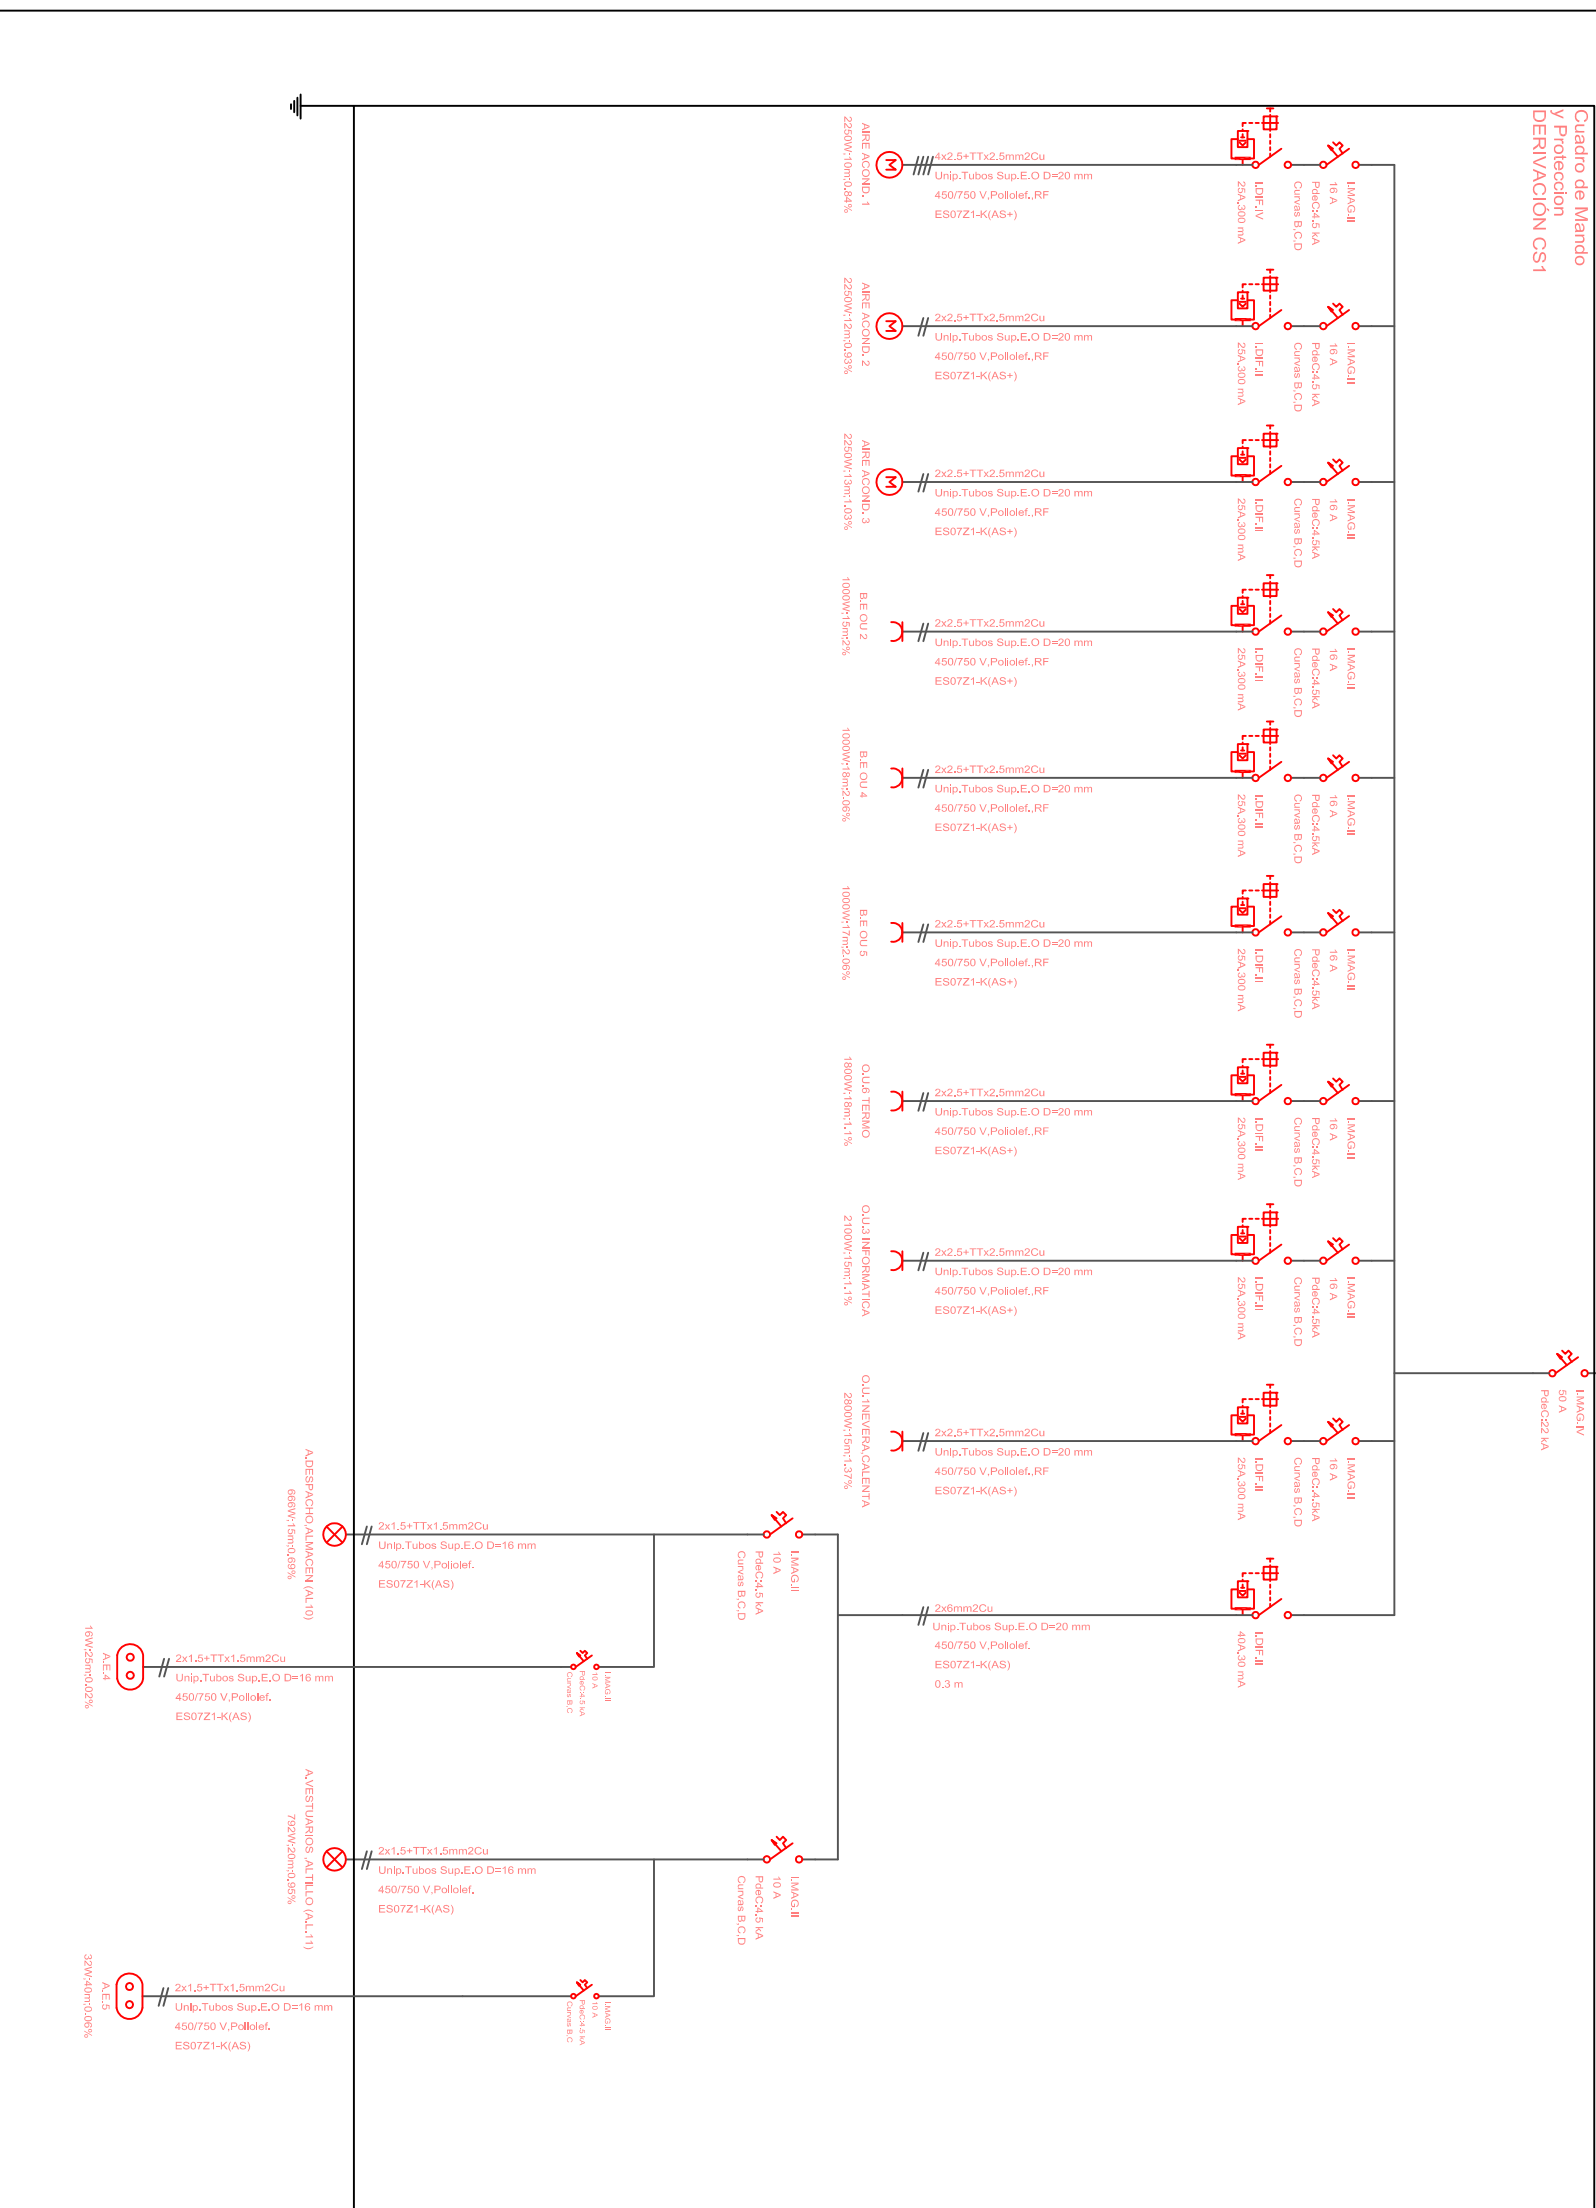 Cuadro de Mando
y Proteccion
DERIVACIÓN CS1
I.MAG.IV
50 A
PdeC:22 kA
I.MAG.II
16 A
PdeC:4.5 kA
Curvas B,C,D
I.DIF.IV
25A,300 mA
4x2.5+TTx2.5mm2Cu
Unip.Tubos Sup.E.O D=20 mm
450/750 V,Poliolef.,RF
ES07Z1-K(AS+)
AIRE ACOND. 1
2250W;10m;0.84%
I.MAG.II
16 A
PdeC:4.5 kA
Curvas B,C,D
I.DIF.II
25A,300 mA
2x2.5+TTx2.5mm2Cu
Unip.Tubos Sup.E.O D=20 mm
450/750 V,Poliolef.,RF
ES07Z1-K(AS+)
AIRE ACOND. 2
2250W;12m;0.93%
I.MAG.II
16 A
PdeC:4.5kA
Curvas B,C,D
I.DIF.II
25A,300 mA
2x2.5+TTx2.5mm2Cu
Unip.Tubos Sup.E.O D=20 mm
450/750 V,Poliolef.,RF
ES07Z1-K(AS+)
AIRE ACOND. 3
2250W;13m;1.03%
I.MAG.II
16 A
PdeC:4.5kA
Curvas B,C,D
I.DIF.II
25A,300 mA
2x2.5+TTx2.5mm2Cu
Unip.Tubos Sup.E.O D=20 mm
450/750 V,Poliolef.,RF
ES07Z1-K(AS+)
B.E OU 2
1000W;15m;2%
I.MAG.II
16 A
PdeC:4.5kA
Curvas B,C,D
I.DIF.II
25A,300 mA
2x2.5+TTx2.5mm2Cu
Unip.Tubos Sup.E.O D=20 mm
450/750 V,Poliolef.,RF
ES07Z1-K(AS+)
B.E OU 4
1000W;18m;2.06%
I.MAG.II
16 A
PdeC:4.5kA
Curvas B,C,D
I.DIF.II
25A,300 mA
2x2.5+TTx2.5mm2Cu
Unip.Tubos Sup.E.O D=20 mm
450/750 V,Poliolef.,RF
ES07Z1-K(AS+)
B.E OU 5
1000W;17m;2.06%
I.MAG.II
16 A
PdeC:4.5kA
Curvas B,C,D
I.DIF.II
25A,300 mA
2x2.5+TTx2.5mm2Cu
Unip.Tubos Sup.E.O D=20 mm
450/750 V,Poliolef.,RF
ES07Z1-K(AS+)
O.U.6 TERMO
1800W;18m;1.1%
I.MAG.II
16 A
PdeC:4.5kA
Curvas B,C,D
I.DIF.II
25A,300 mA
2x2.5+TTx2.5mm2Cu
Unip.Tubos Sup.E.O D=20 mm
450/750 V,Poliolef.,RF
ES07Z1-K(AS+)
O.U.3 INFORMATICA
2100W;15m;1.1%
I.MAG.II
16 A
PdeC:.4.5kA
Curvas B,C,D
I.DIF.II
25A,300 mA
2x2.5+TTx2.5mm2Cu
Unip.Tubos Sup.E.O D=20 mm
450/750 V,Poliolef.,RF
ES07Z1-K(AS+)
O.U.1NEVERA,CALENTA
2800W;15m;1.37%
I.DIF.II
40A,30 mA
2x6mm2Cu
Unip.Tubos Sup.E.O D=20 mm
450/750 V,Poliolef.
ES07Z1-K(AS)
0.3 m
I.MAG.II
10 A
PdeC:4.5 kA
Curvas B,C,D
2x1.5+TTx1.5mm2Cu
Unip.Tubos Sup.E.O D=16 mm
450/750 V,Poliolef.
ES07Z1-K(AS)
A.DESPACHO,ALMACEN (AL10)
666W;15m;0.69%
I.MAG.II
10 A
PdeC:4.5 kA
Curvas B,C
2x1.5+TTx1.5mm2Cu
Unip.Tubos Sup.E.O D=16 mm
450/750 V,Poliolef.
ES07Z1-K(AS)
A.E.4
16W;25m;0.02%
I.MAG.II
10 A
PdeC:4.5 kA
Curvas B,C,D
2x1.5+TTx1.5mm2Cu
Unip.Tubos Sup.E.O D=16 mm
450/750 V,Poliolef.
ES07Z1-K(AS)
A.VESTUARIOS ,ALTILLO (A.L.11)
792W;20m;0.95%
I.MAG.II
10 A
PdeC:4.5 kA
Curvas B,C
2x1.5+TTx1.5mm2Cu
Unip.Tubos Sup.E.O D=16 mm
450/750 V,Poliolef.
ES07Z1-K(AS)
A.E.5
32W;40m;0.06%
M
M
M